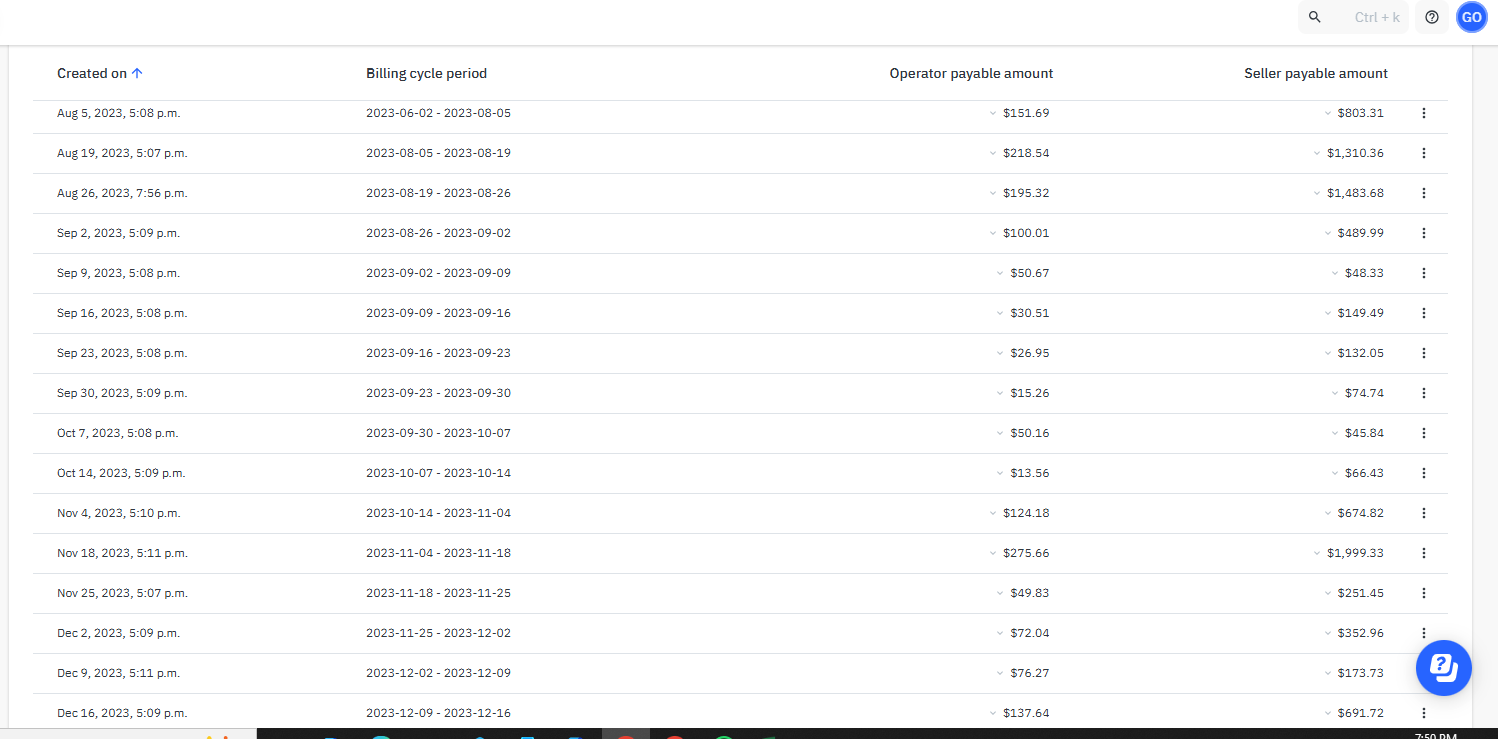 Ctrl + k GO
Created on Billing cycle period Operator payable amount Seller payable amount
Aug 5, 2023, 5:08 p.m. 2023-06-02 - 2023-08-05 $151.69 $803.31
Aug 19, 2023, 5:07 p.m. 2023-08-05 - 2023-08-19 $218.54 $1,310.36
Aug 26, 2023, 7:56 p.m. 2023-08-19 - 2023-08-26 $195.32 $1,483.68
Sep 2, 2023, 5:09 p.m. 2023-08-26 - 2023-09-02 $100.01 $489.99
Sep 9, 2023, 5:08 p.m. 2023-09-02 - 2023-09-09 $50.67 $48.33
Sep 16, 2023, 5:08 p.m. 2023-09-09 - 2023-09-16 $30.51 $149.49
Sep 23, 2023, 5:08 p.m. 2023-09-16 - 2023-09-23 $26.95 $132.05
Sep 30, 2023, 5:09 p.m. 2023-09-23 - 2023-09-30 $15.26 $74.74
Oct 7, 2023, 5:08 p.m. 2023-09-30 - 2023-10-07 $50.16 $45.84
Oct 14, 2023, 5:09 p.m. 2023-10-07 - 2023-10-14 $13.56 $66.43
Nov 4, 2023, 5:10 p.m. 2023-10-14 - 2023-11-04 $124.18 $674.82
Nov 18, 2023, 5:11 p.m. 2023-11-04 - 2023-11-18 $275.66 $1,999.33
Nov 25, 2023, 5:07 p.m. 2023-11-18 - 2023-11-25 $49.83 $251.45
Dec 2, 2023, 5:09 p.m. 2023-11-25 - 2023-12-02 $72.04 $352.96
Dec 9, 2023, 5:11 p.m. 2023-12-02 - 2023-12-09 $76.27 $173.73
Dec 16, 2023, 5:09 p.m. 2023-12-09 - 2023-12-16 $137.64 $691.72
7:50 PM